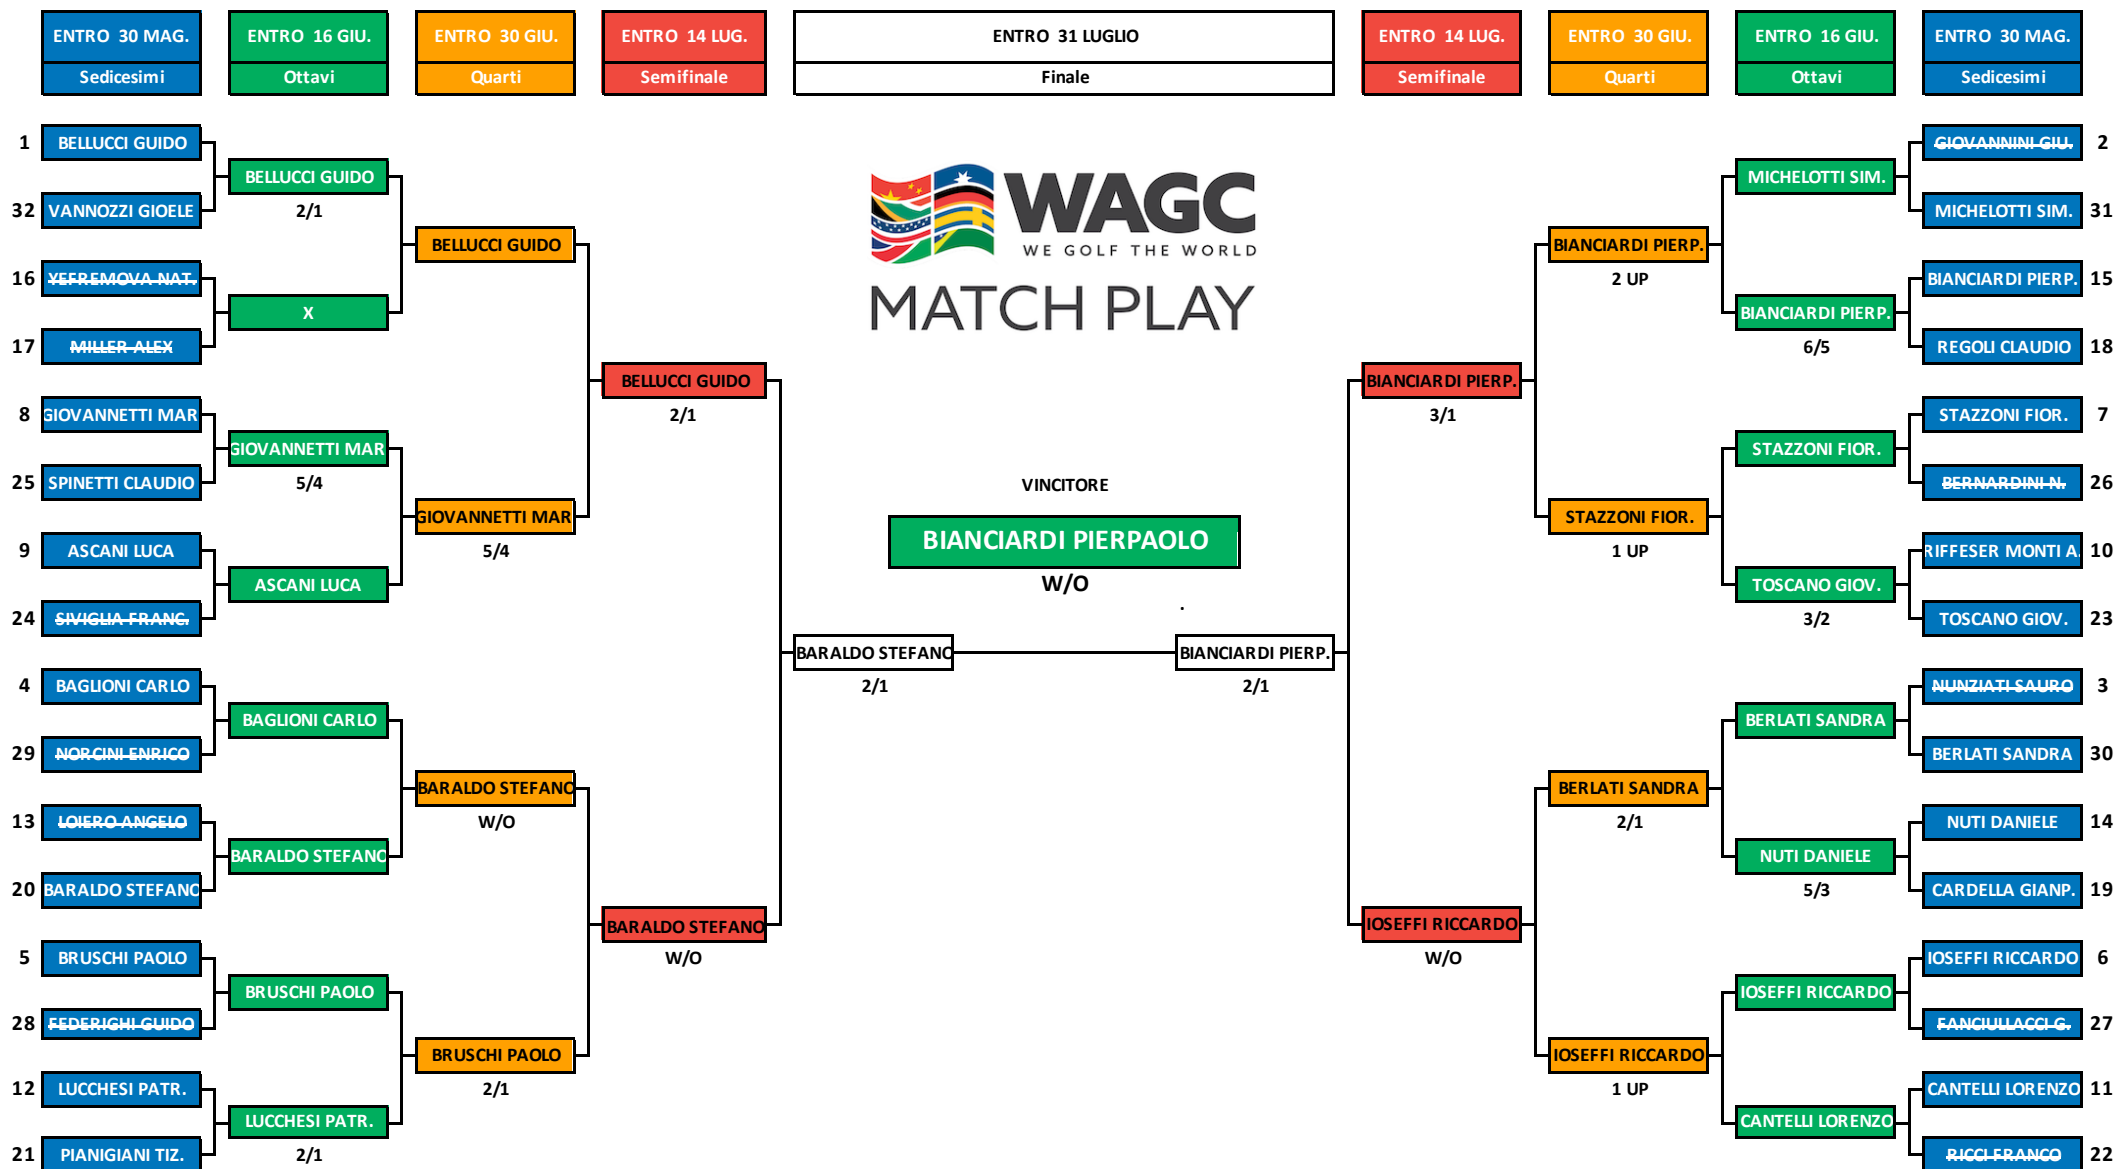 ENTRO 30 MAG. ENTRO 16 GIU. ENTRO 30 GIU. ENTRO 14 LUG. ENTRO 31 LUGLIO ENTRO 14 LUG. ENTRO 30 GIU. ENTRO 16 GIU. ENTRO 30 MAG.
Sedicesimi Ottavi Quarti Semifinale Finale Semifinale Quarti Ottavi Sedicesimi
1 BELLUCCI GUIDO GIOVANNINI GIU. 2
BELLUCCI GUIDO MICHELOTTI SIM.
32 VANNOZZI GIOELE 2/1 WAGC MICHELOTTI SIM. 31
BELLUCCI GUIDO WE GOLF THE WORLD BIANCIARDI PIERP.
16 YEFREMOVA NAT. 2 UP BIANCIARDI PIERP. 15
X MATCH PLAY BIANCIARDI PIERP.
17 MILLER ALEX 6/5 REGOLI CLAUDIO 18
BELLUCCI GUIDO BIANCIARDI PIERP.
8 GIOVANNETTI MAR 2/1 3/1 STAZZONI FIOR. 7
GIOVANNETTI MAR STAZZONI FIOR.
25 SPINETTI CLAUDIO 5/4 VINCITORE BERNARDINI N. 26
GIOVANNETTI MAR STAZZONI FIOR.
BIANCIARDI PIERPAOLO
9 ASCANI LUCA 5/4 1 UP RIFFESER MONTI A. 10
ASCANI LUCA W/O TOSCANO GIOV.
.
24 SIVIGLIA FRANC. 3/2 TOSCANO GIOV. 23
BARALDO STEFANO BIANCIARDI PIERP.
4 BAGLIONI CARLO 2/1 2/1 NUNZIATI SAURO 3
BAGLIONI CARLO BERLATI SANDRA
29 NORCINI ENRICO BERLATI SANDRA 30
BARALDO STEFANO BERLATI SANDRA
13 LOIERO ANGELO W/O 2/1 NUTI DANIELE 14
BARALDO STEFANO NUTI DANIELE
20 BARALDO STEFANO 5/3 CARDELLA GIANP. 19
BARALDO STEFANO IOSEFFI RICCARDO
5 BRUSCHI PAOLO W/O W/O IOSEFFI RICCARDO 6
BRUSCHI PAOLO IOSEFFI RICCARDO
28 FEDERIGHI GUIDO FANCIULLACCI G. 27
BRUSCHI PAOLO IOSEFFI RICCARDO
12 LUCCHESI PATR. 2/1 1 UP CANTELLI LORENZO 11
LUCCHESI PATR. CANTELLI LORENZO
21 PIANIGIANI TIZ. 2/1 RICCI FRANCO 22